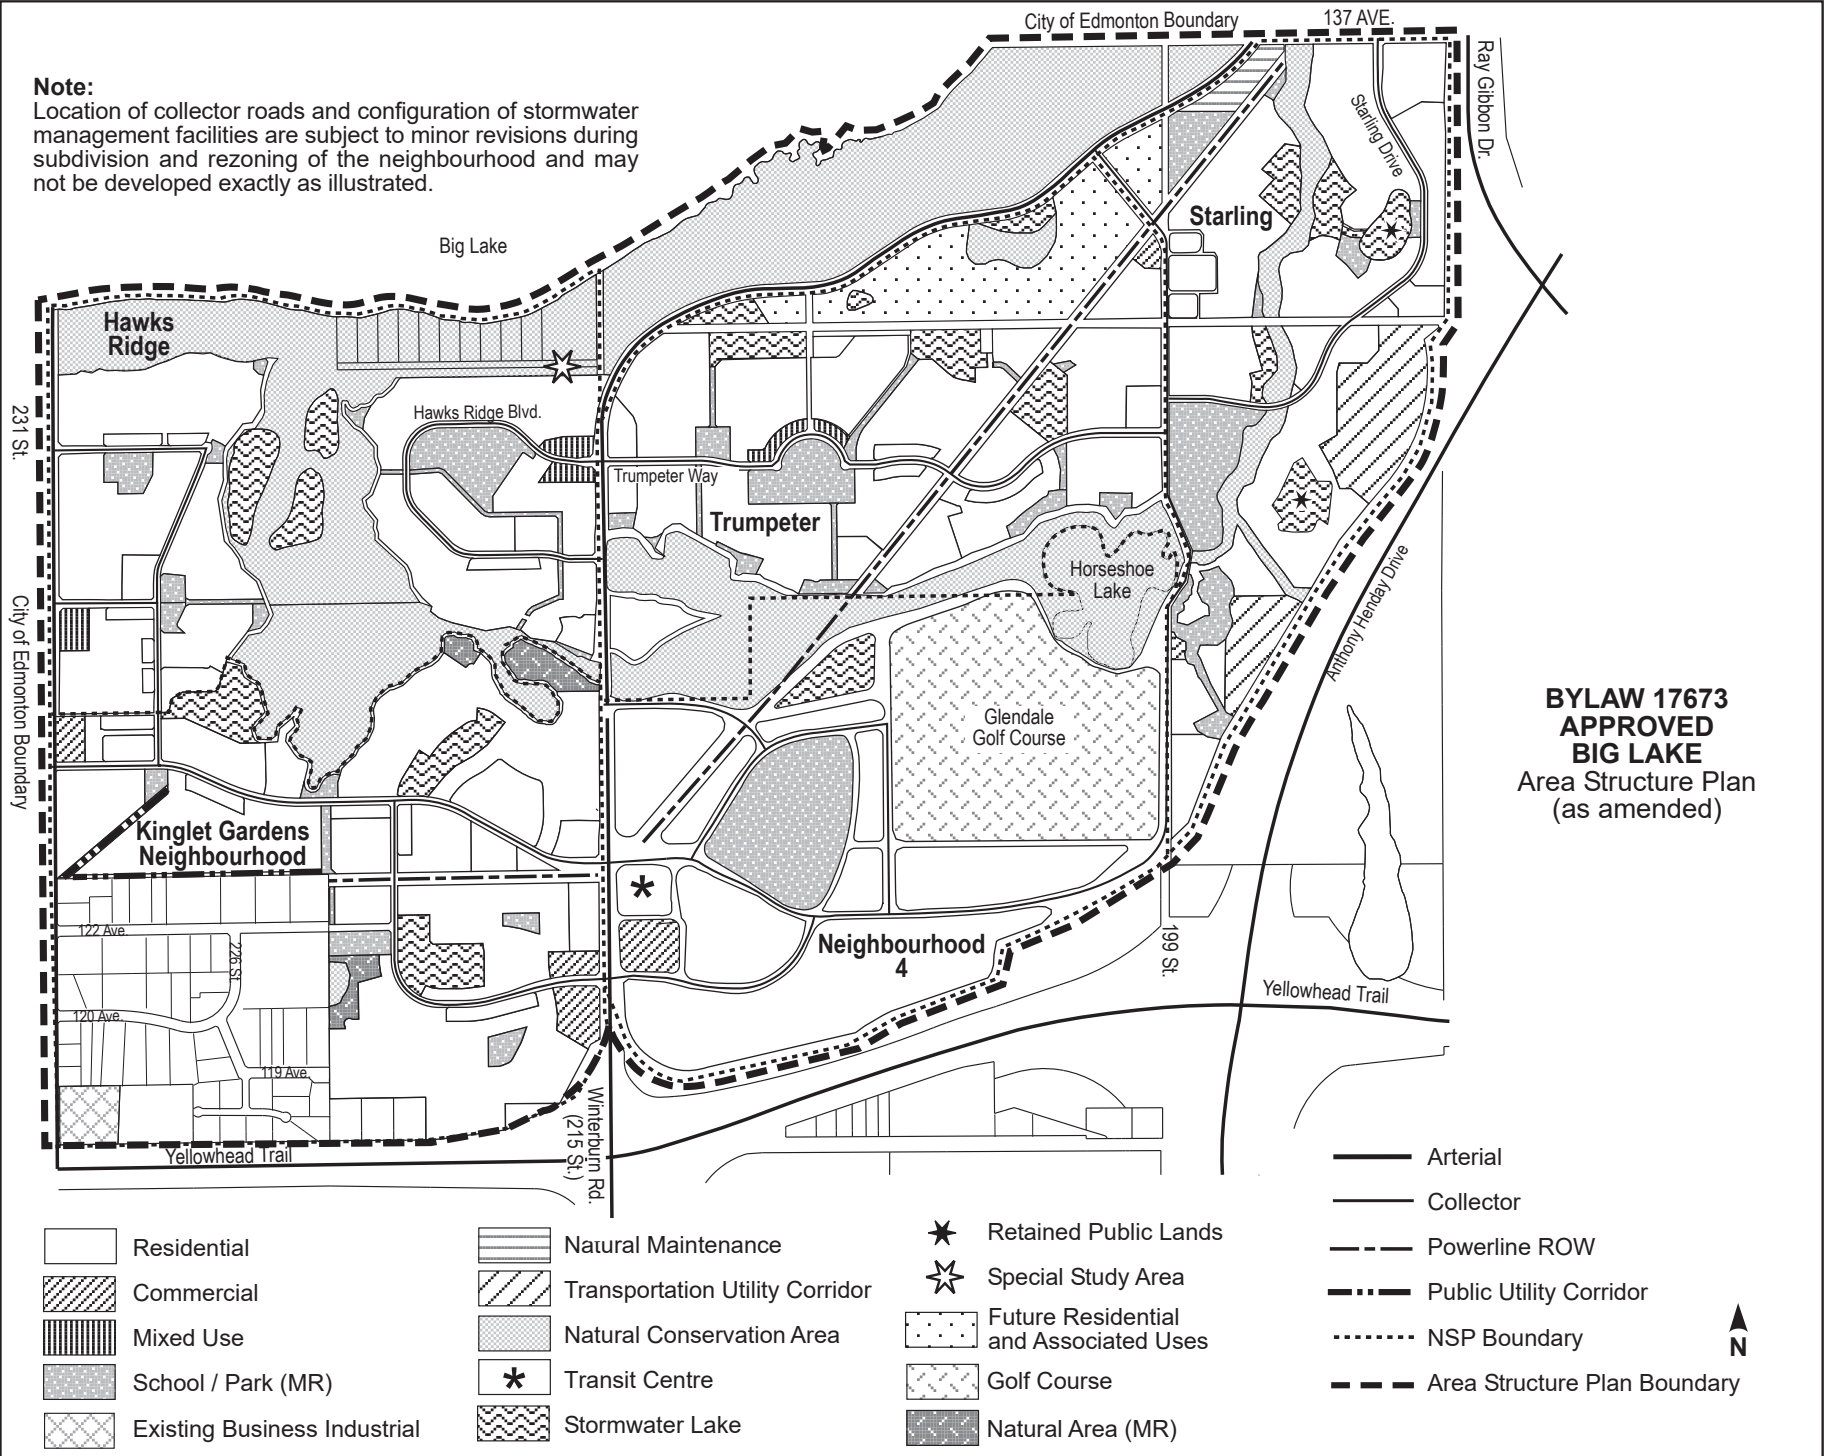 City of Edmonton Boundary
137 AVE.
Ray Gibbon Dr.
Note:
Location of collector roads and configuration of stormwater
management facilities are subject to minor revisions during
subdivision and rezoning of the neighbourhood and may
not be developed exactly as illustrated.
Big Lake
Starling Drive
Starling
Hawks
Ridge
231 St.
Hawks Ridge Blvd.
Trumpeter Way
Trumpeter
Horseshoe
Lake
Anthony Henday Drive
City of Edmonton Boundary
Glendale
Golf Course
BYLAW 17673
APPROVED
BIG LAKE
Area Structure Plan
(as amended)
Kinglet Gardens
Neighbourhood
122 Ave.
226 St.
Neighbourhood
4
199 St.
Yellowhead Trail
120 Ave.
119 Ave.
Winterburn Rd.
(215 St.)
Yellowhead Trail
Residential
Commercial
Mixed Use
School / Park (MR)
Existing Business Industrial
Natural Maintenance
Transportation Utility Corridor
Natural Conservation Area
Transit Centre
Stormwater Lake
Retained Public Lands
Special Study Area
Future Residential
and Associated Uses
Golf Course
Natural Area (MR)
Arterial
Collector
Powerline ROW
Public Utility Corridor
NSP Boundary
Area Structure Plan Boundary
N